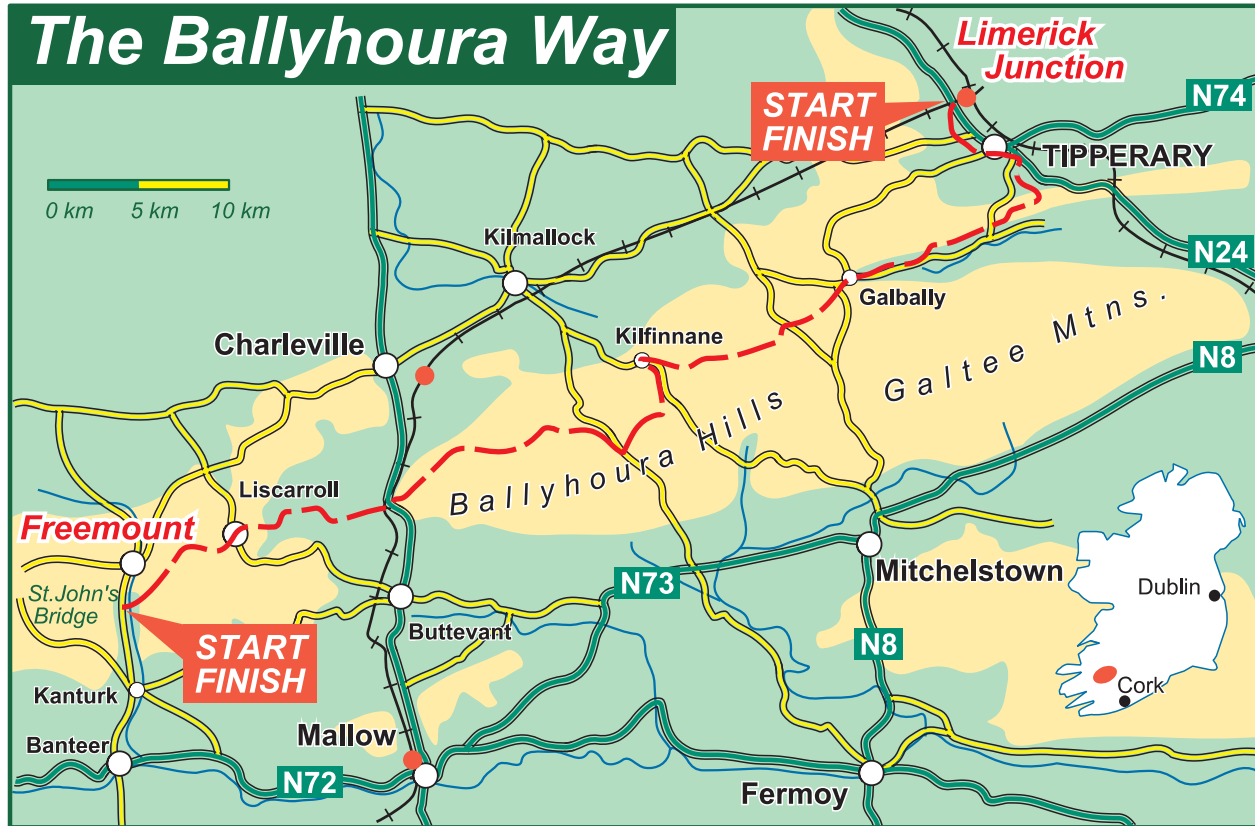 The Ballyhoura Way
Limerick
Junction
START
FINISH
N74
TIPPERARY
0 km 5 km 10 km
Kilmallock
N24
Galbally
Charleville
Kilfinnane
Galtee Mtns.
N8
Ballyhoura Hills
Liscarroll
Freemount
St.John's
Bridge
N73
Mitchelstown
Dublin
START
FINISH
Buttevant
N8
Kanturk
Cork
Banteer
Mallow
N72
Fermoy